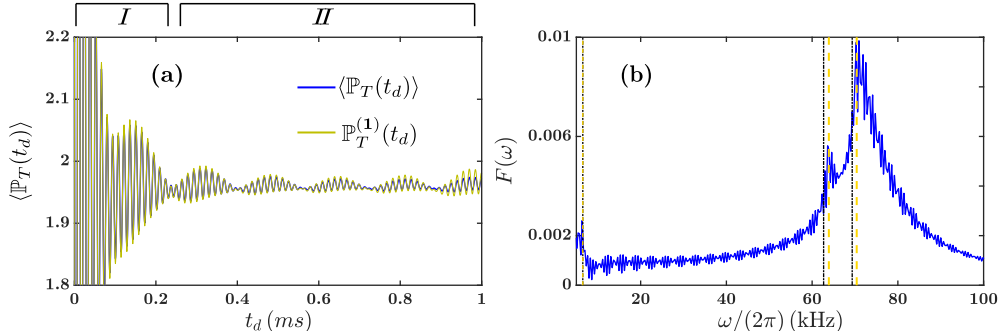 I II
2.2
2.1
2
1.9
1.8
⟨ℙ_T(t_d)⟩
(a)
⟨ℙ_T(t_d)⟩
ℙ_T^(1)(t_d)
0 0.2 0.4 0.6 0.8 1
t_d (ms)
0.01
0.006
0.002
0
F(ω)
(b)
20 40 60 80 100
ω/(2π) (kHz)